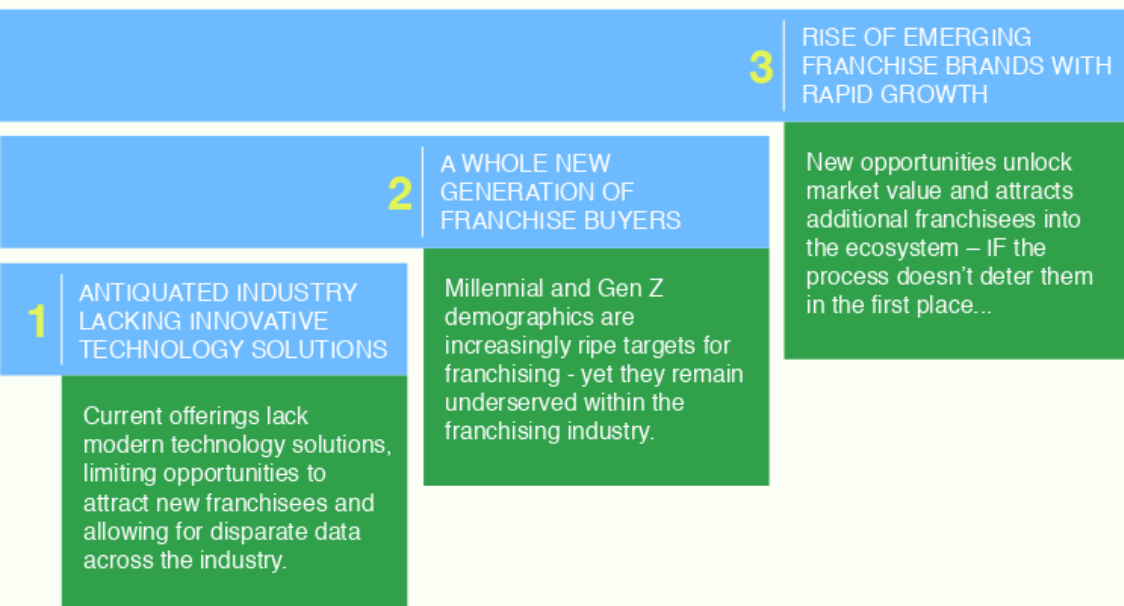 1
ANTIQUATED INDUSTRY
LACKING INNOVATIVE
TECHNOLOGY SOLUTIONS
Current offerings lack
modern technology solutions,
limiting opportunities to
attract new franchisees and
allowing for disparate data
across the industry.
2
A WHOLE NEW
GENERATION OF
FRANCHISE BUYERS
Millennial and Gen Z
demographics are
increasingly ripe targets for
franchising - yet they remain
underserved within the
franchising industry.
3
RISE OF EMERGING
FRANCHISE BRANDS WITH
RAPID GROWTH
New opportunities unlock
market value and attracts
additional franchisees into
the ecosystem – IF the
process doesn’t deter them
in the first place...